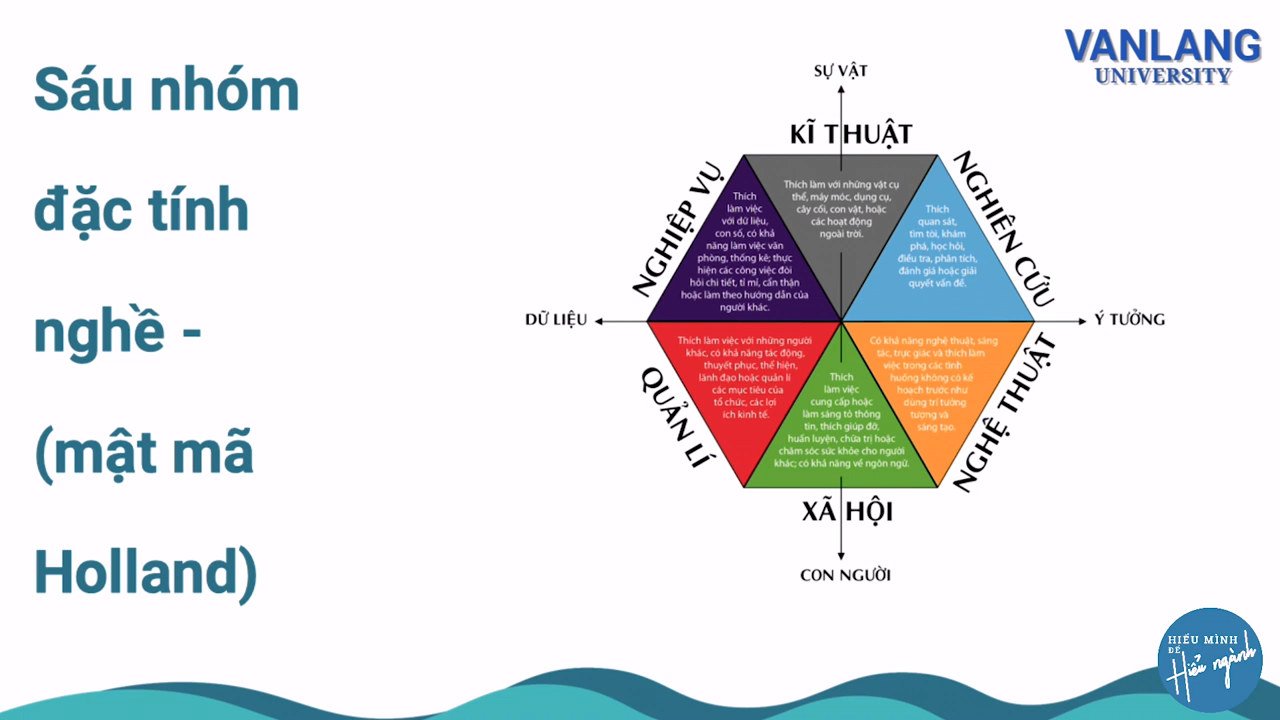 Sáu nhóm
đặc tính
nghề -
(mật mã
Holland)
VANLANG
UNIVERSITY
SỰ VẬT
KĨ THUẬT
Thích làm với những vật cụ
thể, máy móc, dụng cụ,
cây cối, con vật, hoặc
các hoạt động
ngoài trời.
NGHIÊN CỨU
Thích
quan sát,
tìm tòi, khám
phá, học hỏi,
điều tra, phân tích,
đánh giá hoặc giải
quyết vấn đề.
NGHIỆP VỤ
Thích
làm việc
với dữ liệu,
con số, có khả
năng làm việc văn
phòng, thống kê; thực
hiện các công việc đòi
hỏi chi tiết, tỉ mỉ, cẩn thận
hoặc làm theo hướng dẫn của
người khác.
DỮ LIỆU
Ý TƯỞNG
QUẢN LÍ
Thích làm việc với những người
khác, có khả năng tác động,
thuyết phục, thể hiện,
lãnh đạo hoặc quản lí
các mục tiêu của
tổ chức, các lợi
ích kinh tế.
Thích
làm việc
cung cấp hoặc
làm sáng tỏ thông
tin, thích giúp đỡ,
huấn luyện, chữa trị hoặc
chăm sóc sức khỏe cho người
khác; có khả năng về ngôn ngữ.
XÃ HỘI
Có khả năng nghệ thuật, sáng
tác, trực giác và thích làm
việc trong các tình
huống không có kế
hoạch trước như
dùng trí tưởng
tượng và
sáng tạo.
NGHỆ THUẬT
CON NGƯỜI
HIỂU MÌNH
ĐỂ
Hiểu ngành